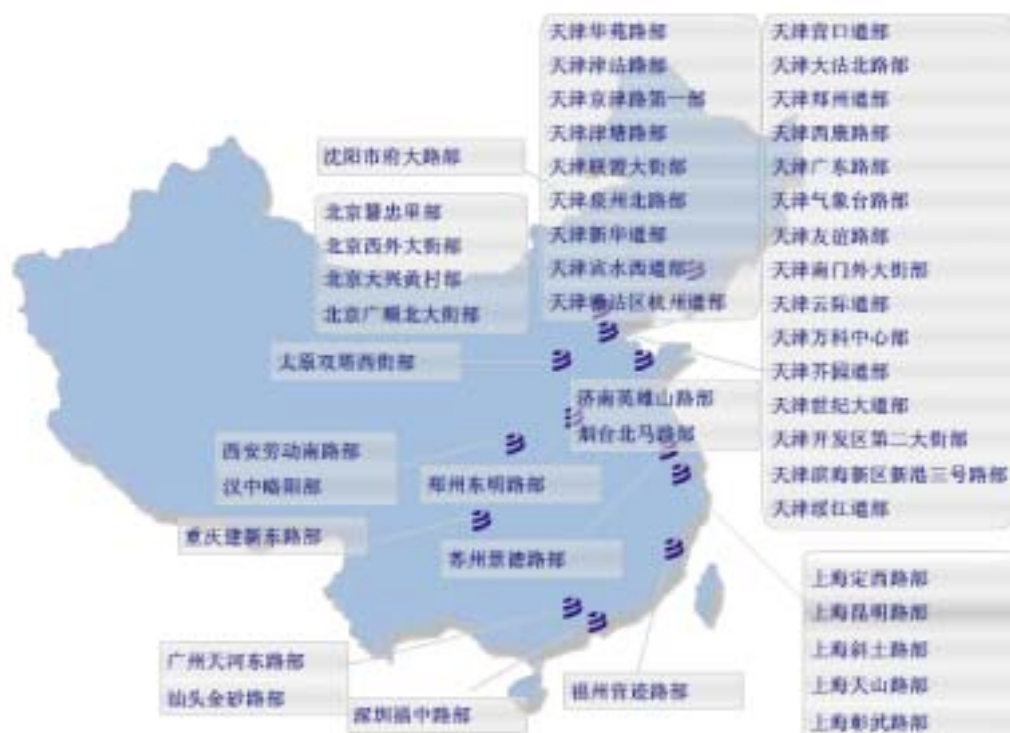 天津华苑路部
天津津沽路部
天津京津路第一部
天津津塘路部
天津联盟大街部
天津泉州北路部
天津新华道部
天津宾水西道部
天津塘沽区杭州道部
天津营口道部
天津大沽北路部
天津郑州道部
天津西康路部
天津广东路部
天津气象台路部
天津友谊路部
天津南门外大街部
天津云际道部
天津万科中心部
天津芥园道部
天津世纪大道部
天津开发区第二大街部
天津滨海新区新港三号路部
天津绥江道部
沈阳市府大路部
北京慧忠里部
北京西外大街部
北京大兴黄村部
北京广顺北大街部
太原双塔西街部
济南英雄山路部
烟台北马路部
西安劳动南路部
汉中略阳部
郑州东明路部
重庆建新东路部
苏州景德路部
上海定西路部
上海昆明路部
上海斜土路部
上海天山路部
上海彰武路部
广州天河东路部
汕头金砂路部
深圳福中路部
福州营迹路部